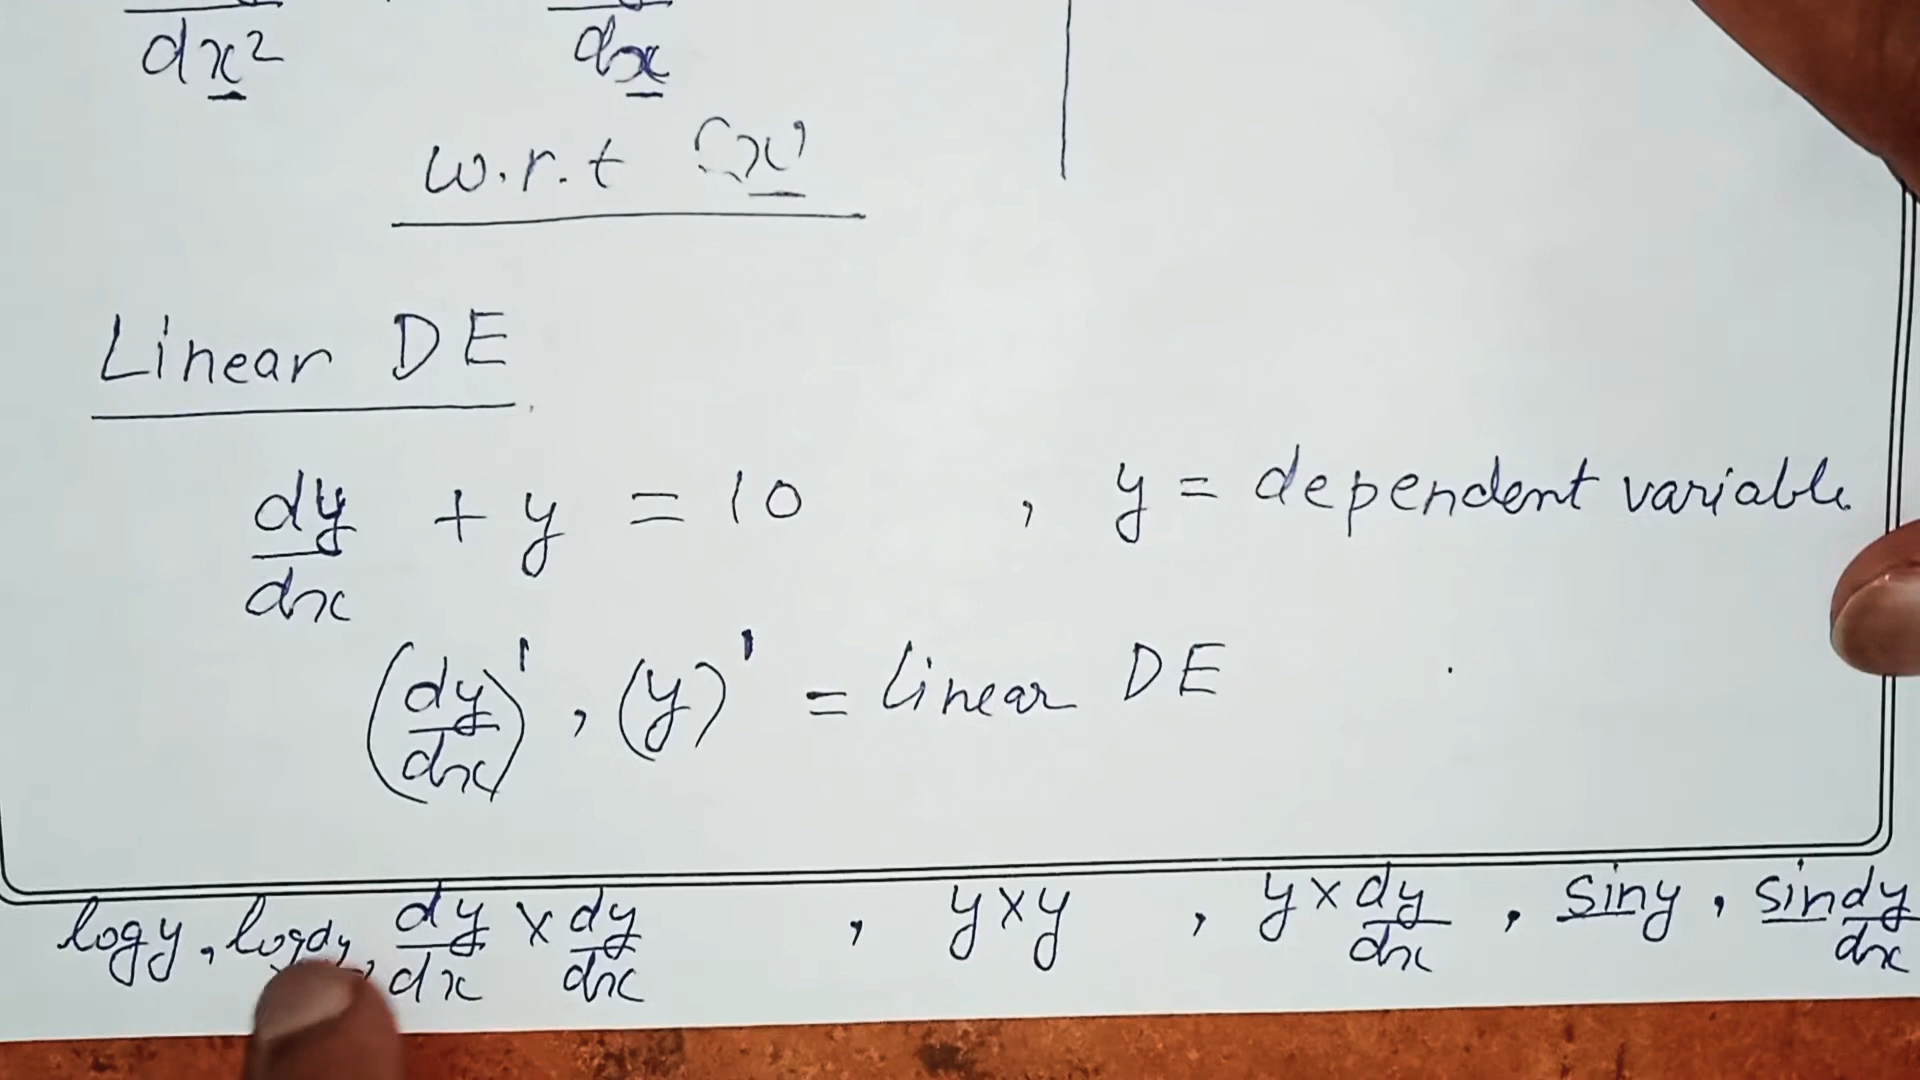 dx² dx
w.r.t 'x'
Linear DE
dy/dx + y = 10 , y = dependent variable
(dy/dx)¹ , (y)¹ = Linear DE
logy, log dy , dy/dx × dy/dx , y×y , y× dy/dx , siny , sin dy/dx